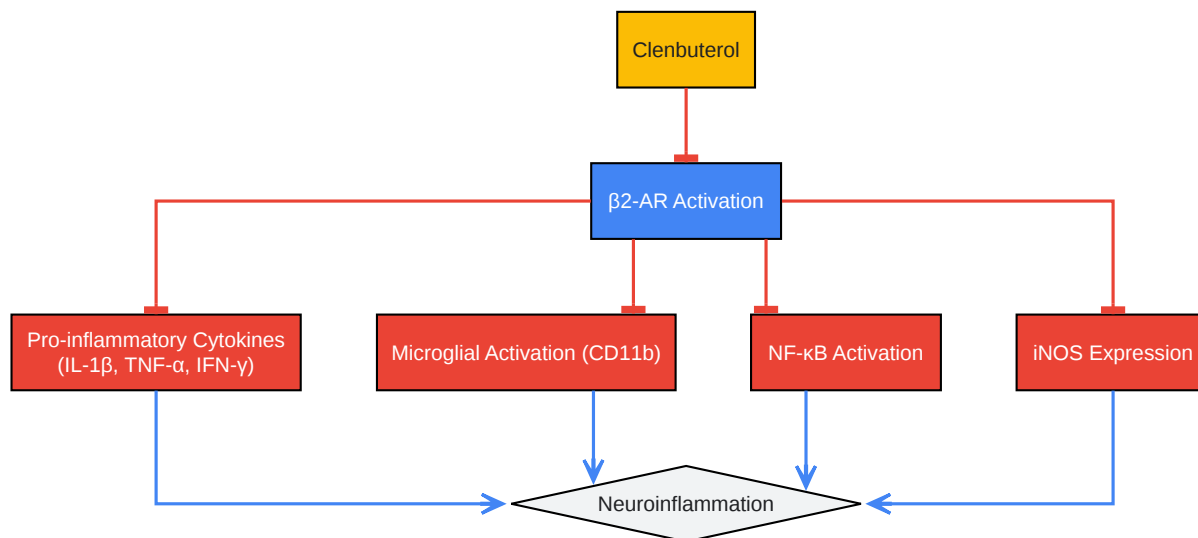 Clenbuterol
β2-AR Activation
Pro-inflammatory Cytokines
(IL-1β, TNF-α, IFN-γ)
Microglial Activation (CD11b)
NF-κB Activation
iNOS Expression
Neuroinflammation